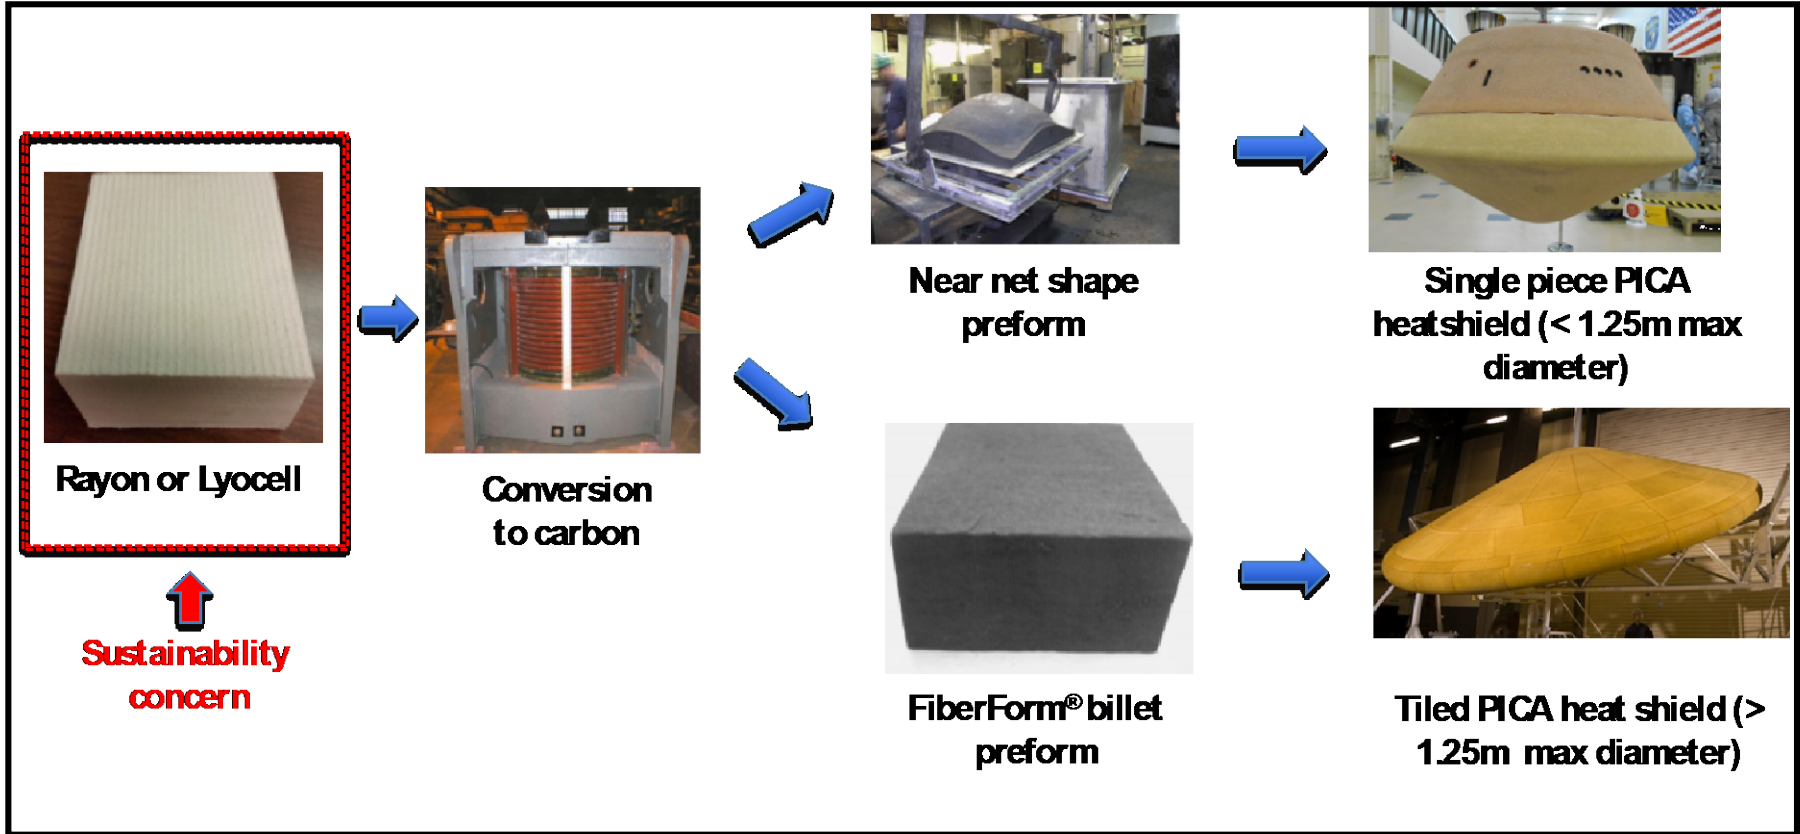 Rayon or Lyocell
Sustainability
concern
Conversion
to carbon
Near net shape
preform
FiberForm® billet
preform
Single piece PICA
heatshield (< 1.25m max
diameter)
Tiled PICA heat shield (>
1.25m max diameter)